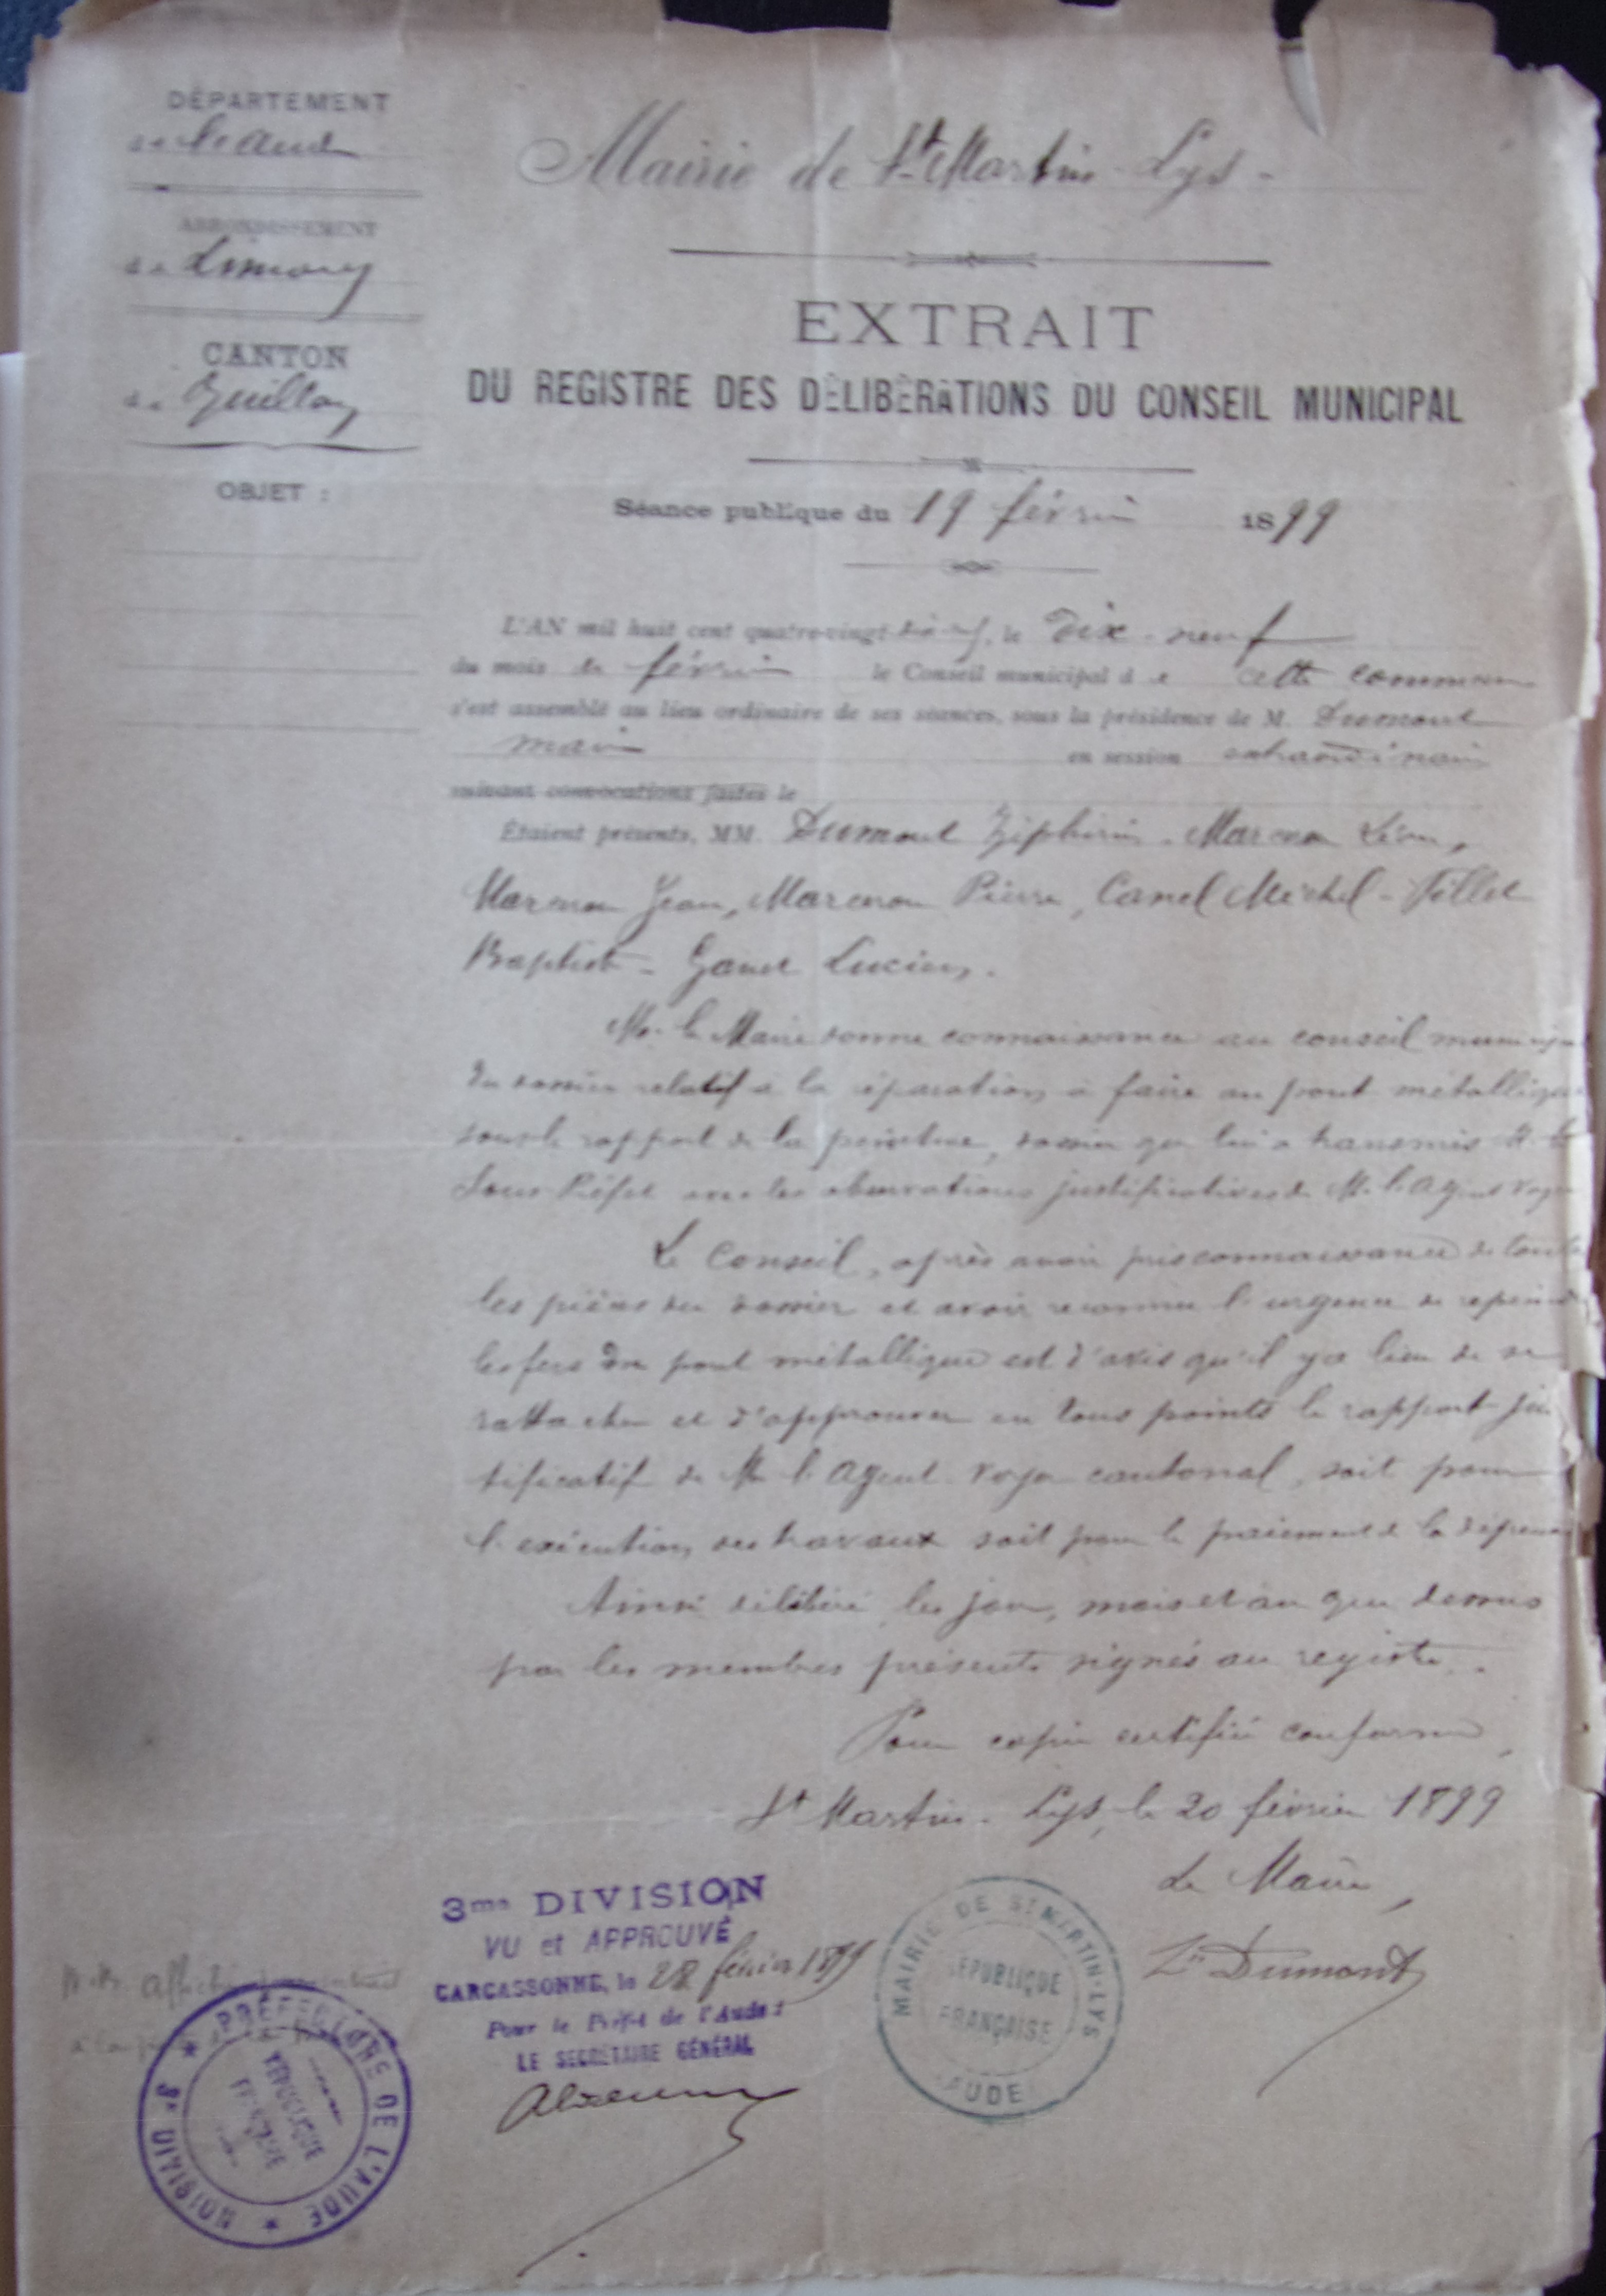 DÉPARTEMENT
de l'Aude
ARRONDISSEMENT
de Limoux
CANTON
de Quillan
OBJET :
Mairie de St Martin-Lys-
EXTRAIT
DU REGISTRE DES DÉLIBÉRATIONS DU CONSEIL MUNICIPAL
Séance publique du 19 février 1899
L'AN mil huit cent quatre-vingt dix neuf, le Dix-neuf
du mois de février le Conseil municipal de cette commune
s'est assemblé au lieu ordinaire de ses séances, sous la présidence de M. Dumont
maire en session extraordinaire
suivant convocations faites le
Étaient présents, MM. Dumont Zéphirin. Marcerou Léon,
Marcerou Jean, Marcerou Pierre, Canel Michel - Tillet
Baptiste - Lucien.
Mr. le Maire donne connaissance au conseil municipal
du dossier relatif à la réparation à faire au pont métallique
sous le rapport de la peinture, dossier que lui a transmis M. le
Sous-Préfet avec les observations justificatives de M. l'Agent voyer
Le Conseil, après avoir pris connaissance de toutes
les pièces du dossier et avoir reconnu l'urgence de repeindre
les fers du pont métallique est d'avis qu'il y a lieu de se
rattacher et d'approuver en tous points le rapport jus
tificatif de M. l'Agent voyer cantonal, soit pour
l'exécution des travaux soit pour le paiement de la dépense
Ainsi délibéré, les jour, mois et an que dessus
par les membres présents signés au registre.
Pour copie certifiée conforme,
St Martin-Lys, le 20 février 1899
Le Maire,
Zin Dumont
3me DIVISION
VU et APPROUVÉ
CARCASSONNE, le 28 février 1899
Pour le Préfet de l'Aude :
LE SECRÉTAIRE GÉNÉRAL
MAIRIE DE ST MARTIN-LYS
RÉPUBLIQUE
FRANÇAISE
AUDE
PRÉFECTURE DE L'AUDE
RÉPUBLIQUE
FRANÇAISE
3e DIVISION